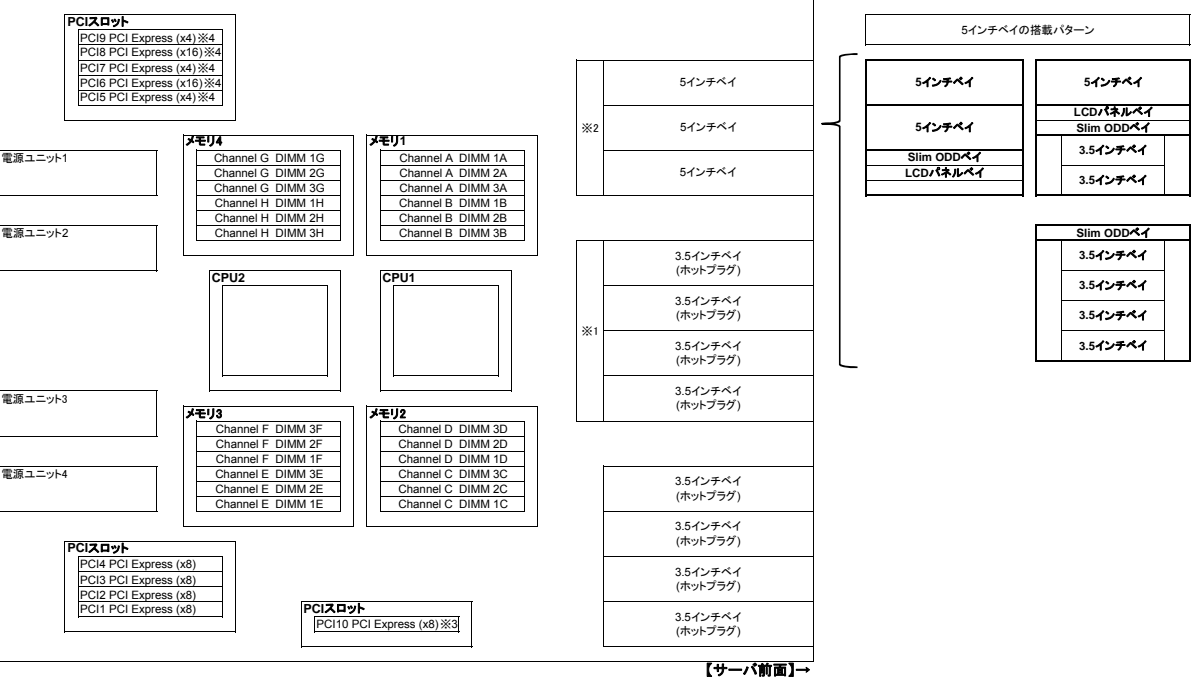 PCIスロット
PCI9 PCI Express (x4)※4
PCI8 PCI Express (x16)※4
PCI7 PCI Express (x4)※4
PCI6 PCI Express (x16)※4
PCI5 PCI Express (x4)※4
電源ユニット1
電源ユニット2
メモリ4
Channel G DIMM 1G
Channel G DIMM 2G
Channel G DIMM 3G
Channel H DIMM 1H
Channel H DIMM 2H
Channel H DIMM 3H
メモリ1
Channel A DIMM 1A
Channel A DIMM 2A
Channel A DIMM 3A
Channel B DIMM 1B
Channel B DIMM 2B
Channel B DIMM 3B
CPU2
CPU1
電源ユニット3
電源ユニット4
メモリ3
Channel F DIMM 3F
Channel F DIMM 2F
Channel F DIMM 1F
Channel E DIMM 3E
Channel E DIMM 2E
Channel E DIMM 1E
メモリ2
Channel D DIMM 3D
Channel D DIMM 2D
Channel D DIMM 1D
Channel C DIMM 3C
Channel C DIMM 2C
Channel C DIMM 1C
PCIスロット
PCI4 PCI Express (x8)
PCI3 PCI Express (x8)
PCI2 PCI Express (x8)
PCI1 PCI Express (x8)
PCIスロット
PCI10 PCI Express (x8)※3
※2
5インチベイ
5インチベイ
5インチベイ
※1
3.5インチベイ
(ホットプラグ)
3.5インチベイ
(ホットプラグ)
3.5インチベイ
(ホットプラグ)
3.5インチベイ
(ホットプラグ)
3.5インチベイ
(ホットプラグ)
3.5インチベイ
(ホットプラグ)
3.5インチベイ
(ホットプラグ)
3.5インチベイ
(ホットプラグ)
【サーバ前面】→
5インチベイの搭載パターン
5インチベイ
5インチベイ
Slim ODDベイ
LCDパネルベイ
5インチベイ
LCDパネルベイ
Slim ODDベイ
3.5インチベイ
3.5インチベイ
Slim ODDベイ
3.5インチベイ
3.5インチベイ
3.5インチベイ
3.5インチベイ